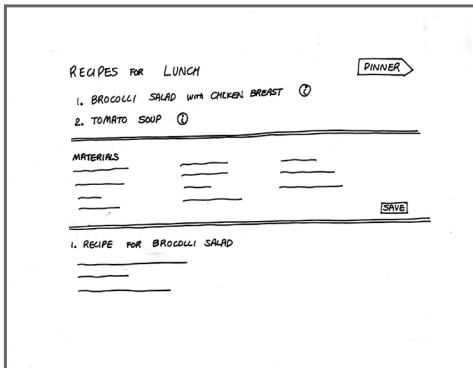 RECIPES FOR LUNCH
DINNER
1. BROCOLLI SALAD with CHICKEN BREAST i
2. TOMATO SOUP i
MATERIALS
SAVE
1. RECIPE FOR BROCOLLI SALAD